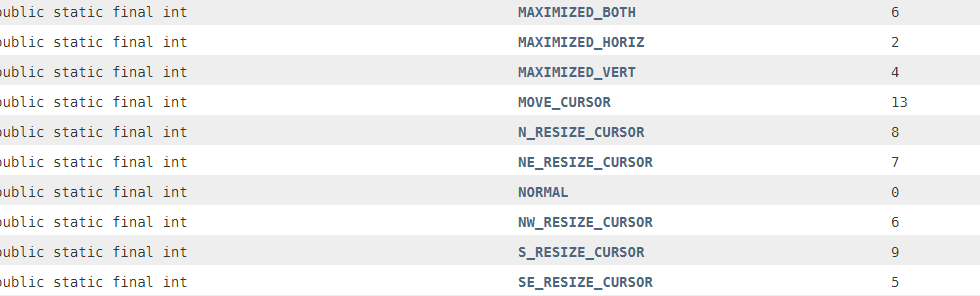 public static final int MAXIMIZED_BOTH 6
public static final int MAXIMIZED_HORIZ 2
public static final int MAXIMIZED_VERT 4
public static final int MOVE_CURSOR 13
public static final int N_RESIZE_CURSOR 8
public static final int NE_RESIZE_CURSOR 7
public static final int NORMAL 0
public static final int NW_RESIZE_CURSOR 6
public static final int S_RESIZE_CURSOR 9
public static final int SE_RESIZE_CURSOR 5